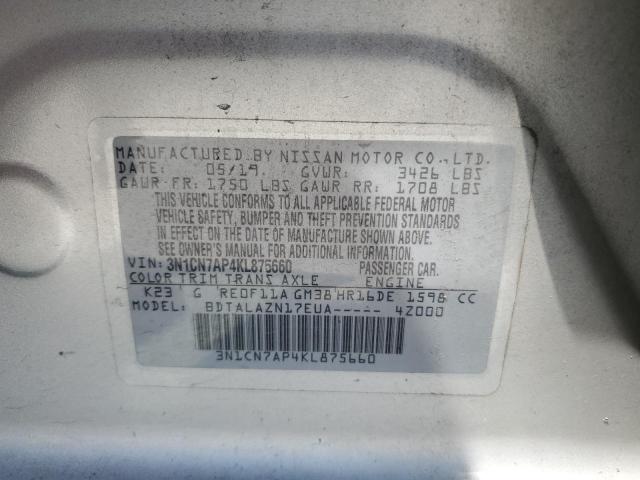 MANUFACTURED BY NISSAN MOTOR CO., LTD.
DATE: 05/19. GVWR: 3426 LBS
GAWR FR: 1750 LBS GAWR RR: 1708 LBS
THIS VEHICLE CONFORMS TO ALL APPLICABLE FEDERAL MOTOR
VEHICLE SAFETY, BUMPER AND THEFT PREVENTION STANDARDS
IN EFFECT ON THE DATE OF MANUFACTURE SHOWN ABOVE.
SEE OWNER'S MANUAL FOR ADDITIONAL INFORMATION.
VIN: 3N1CN7AP4KL875660 PASSENGER CAR.
COLOR TRIM TRANS AXLE ENGINE
K23 G RE0F11A GM38 HR16DE 1598 CC
MODEL: BDTALAZN17EUA----- 4Z000
3N1CN7AP4KL875660